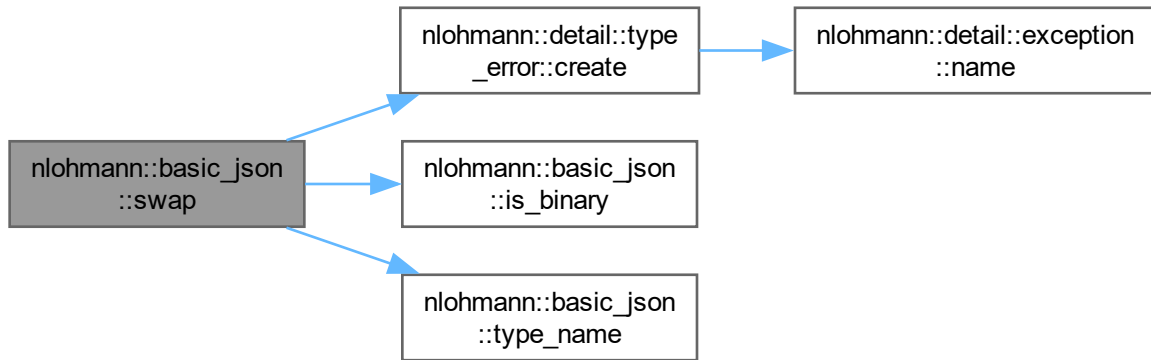 nlohmann::basic_json
::swap
nlohmann::detail::type
_error::create
nlohmann::detail::exception
::name
nlohmann::basic_json
::is_binary
nlohmann::basic_json
::type_name